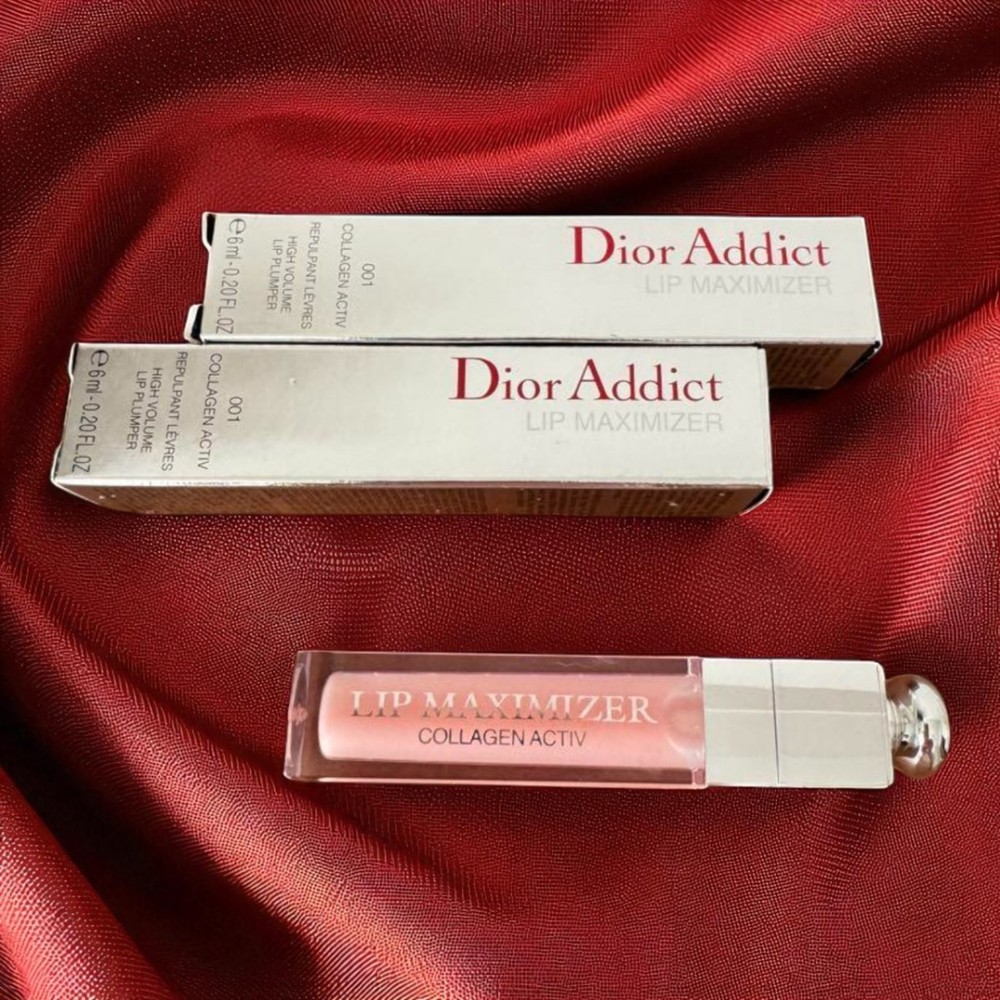 Dior Addict
LIP MAXIMIZER
001
COLLAGEN ACTIV
REPULPANT LÈVRES
HIGH VOLUME
LIP PLUMPER
℮ 6 ml - 0.20 FL.OZ
Dior Addict
LIP MAXIMIZER
001
COLLAGEN ACTIV
REPULPANT LÈVRES
HIGH VOLUME
LIP PLUMPER
℮ 6 ml - 0.20 FL.OZ
LIP MAXIMIZER
COLLAGEN ACTIV